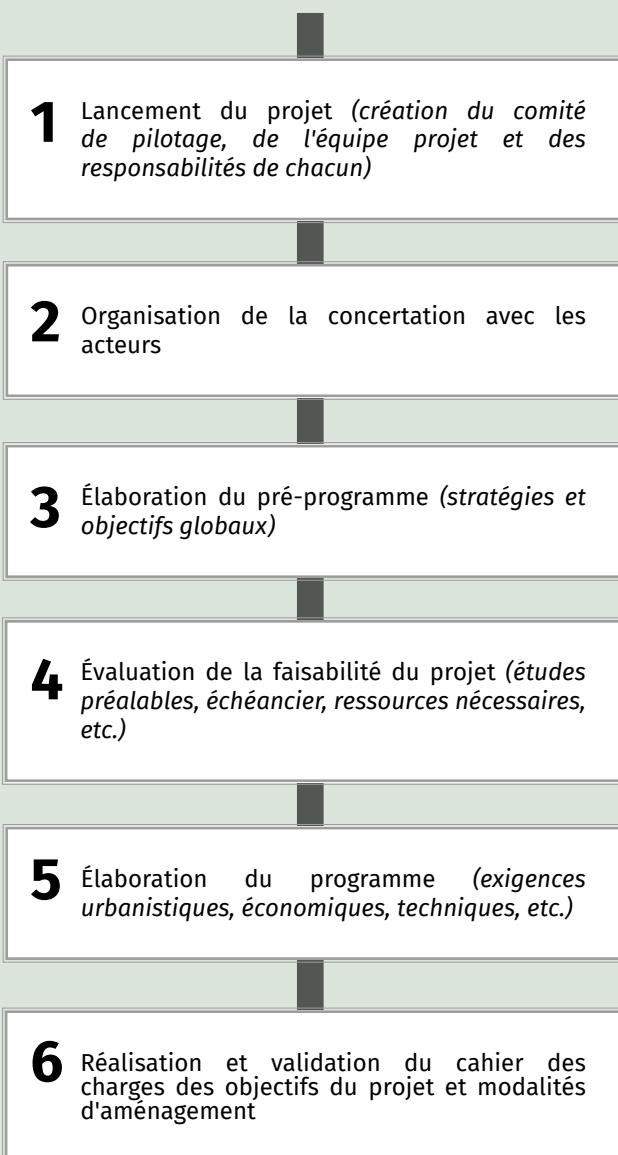 1 Lancement du projet (création du comité
de pilotage, de l'équipe projet et des
responsabilités de chacun)
2 Organisation de la concertation avec les
acteurs
3 Élaboration du pré-programme (stratégies et
objectifs globaux)
4 Évaluation de la faisabilité du projet (études
préalables, échéancier, ressources nécessaires,
etc.)
5 Élaboration du programme (exigences
urbanistiques, économiques, techniques, etc.)
6 Réalisation et validation du cahier des
charges des objectifs du projet et modalités
d'aménagement